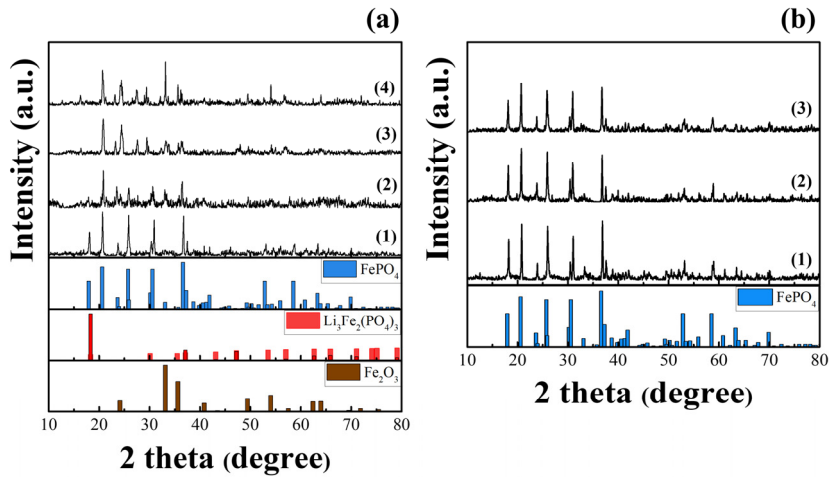 (a)
Intensity (a.u.)
(4)
(3)
(2)
(1)
FePO₄
Li₃Fe₂(PO₄)₃
Fe₂O₃
10 20 30 40 50 60 70 80
2 theta (degree)
(b)
Intensity (a.u.)
(3)
(2)
(1)
FePO₄
10 20 30 40 50 60 70 80
2 theta (degree)